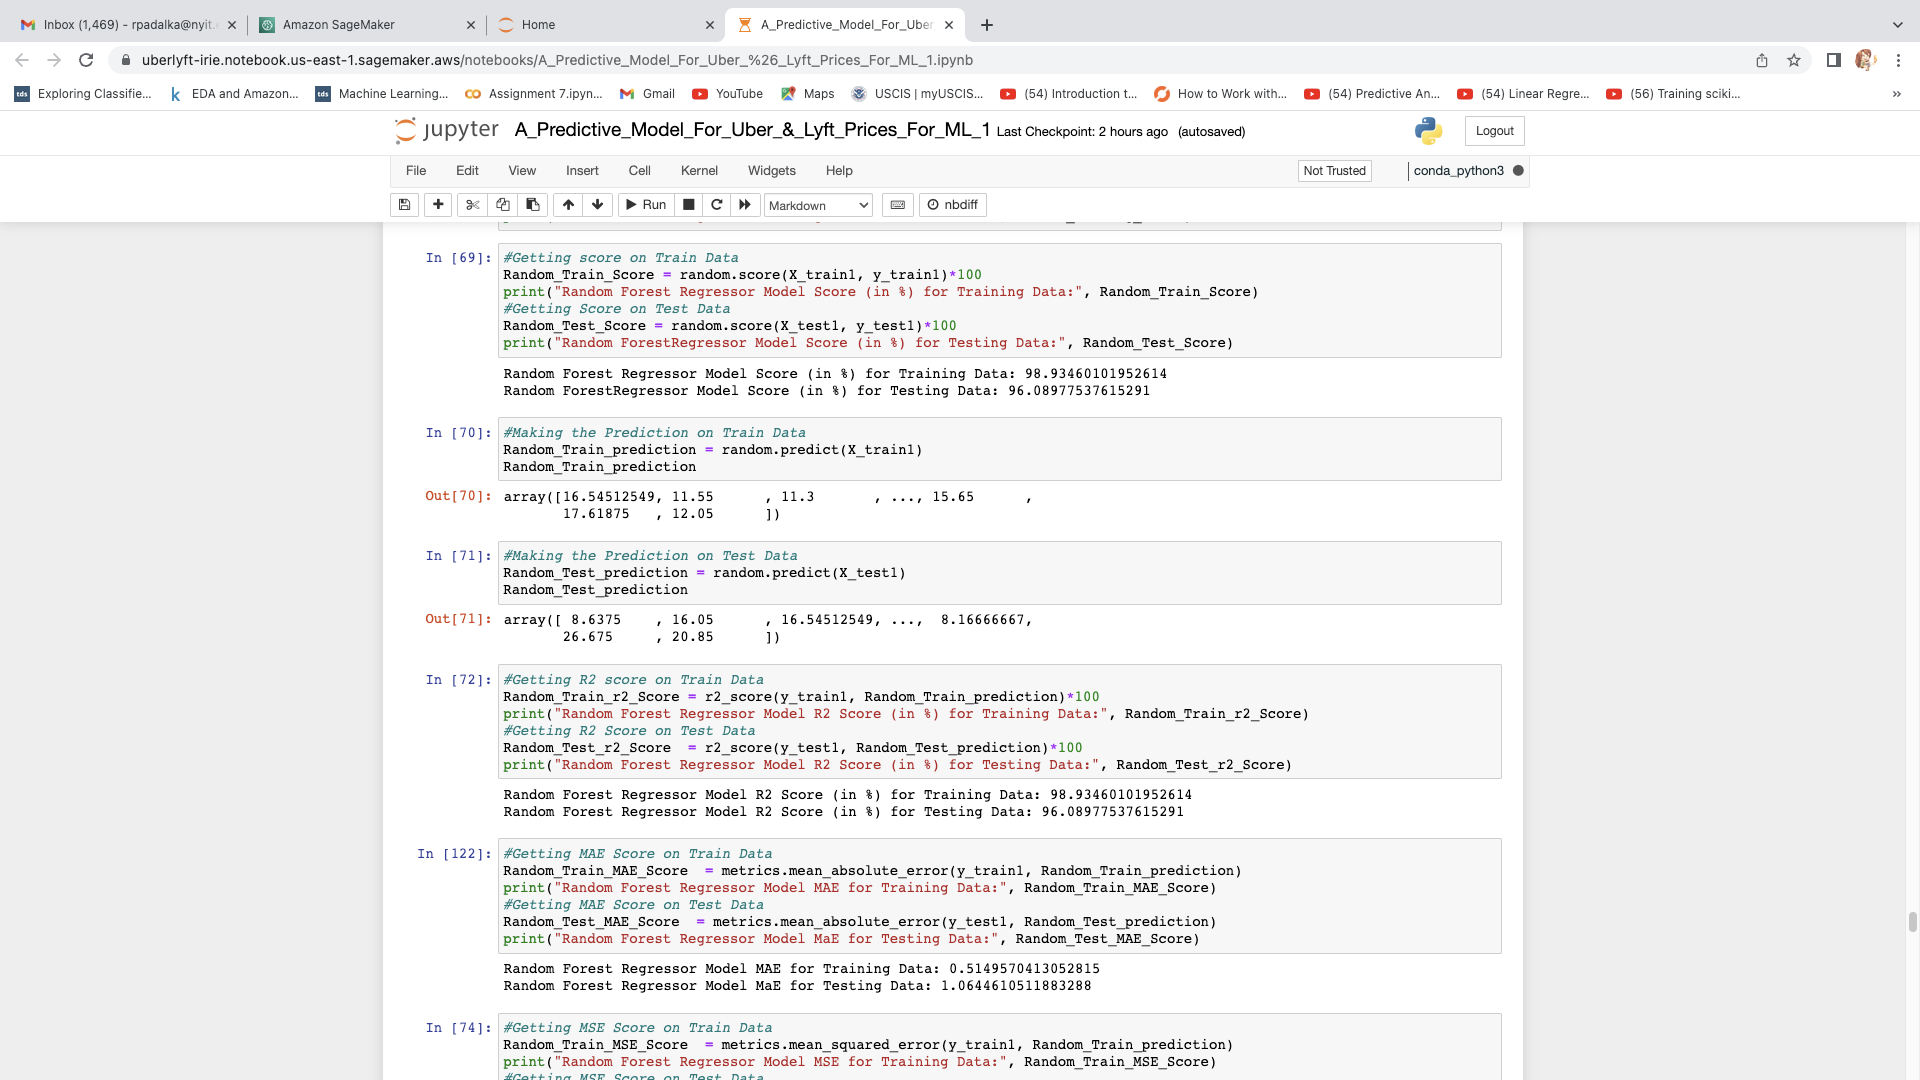 Inbox (1,469) - rpadalka@nyit.
Amazon SageMaker
Home
A_Predictive_Model_For_Uber
uberlyft-irie.notebook.us-east-1.sagemaker.aws/notebooks/A_Predictive_Model_For_Uber_%26_Lyft_Prices_For_ML_1.ipynb
tds Exploring Classifie...
k EDA and Amazon...
tds Machine Learning...
Assignment 7.ipyn...
Gmail
YouTube
Maps
USCIS | myUSCIS...
(54) Introduction t...
How to Work with...
(54) Predictive An...
(54) Linear Regre...
(56) Training sciki...
»
jupyter A_Predictive_Model_For_Uber_&_Lyft_Prices_For_ML_1 Last Checkpoint: 2 hours ago (autosaved)
Logout
File Edit View Insert Cell Kernel Widgets Help
Not Trusted
conda_python3
Run
Markdown
nbdiff
In [69]: #Getting score on Train Data
Random_Train_Score = random.score(X_train1, y_train1)*100
print("Random Forest Regressor Model Score (in %) for Training Data:", Random_Train_Score)
#Getting Score on Test Data
Random_Test_Score = random.score(X_test1, y_test1)*100
print("Random ForestRegressor Model Score (in %) for Testing Data:", Random_Test_Score)
Random Forest Regressor Model Score (in %) for Training Data: 98.93460101952614
Random ForestRegressor Model Score (in %) for Testing Data: 96.08977537615291
In [70]: #Making the Prediction on Train Data
Random_Train_prediction = random.predict(X_train1)
Random_Train_prediction
Out[70]: array([16.54512549, 11.55      , 11.3       , ..., 15.65      ,
17.61875   , 12.05      ])
In [71]: #Making the Prediction on Test Data
Random_Test_prediction = random.predict(X_test1)
Random_Test_prediction
Out[71]: array([ 8.6375    , 16.05      , 16.54512549, ...,  8.16666667,
26.675     , 20.85      ])
In [72]: #Getting R2 score on Train Data
Random_Train_r2_Score = r2_score(y_train1, Random_Train_prediction)*100
print("Random Forest Regressor Model R2 Score (in %) for Training Data:", Random_Train_r2_Score)
#Getting R2 Score on Test Data
Random_Test_r2_Score  = r2_score(y_test1, Random_Test_prediction)*100
print("Random Forest Regressor Model R2 Score (in %) for Testing Data:", Random_Test_r2_Score)
Random Forest Regressor Model R2 Score (in %) for Training Data: 98.93460101952614
Random Forest Regressor Model R2 Score (in %) for Testing Data: 96.08977537615291
In [122]: #Getting MAE Score on Train Data
Random_Train_MAE_Score  = metrics.mean_absolute_error(y_train1, Random_Train_prediction)
print("Random Forest Regressor Model MAE for Training Data:", Random_Train_MAE_Score)
#Getting MAE Score on Test Data
Random_Test_MAE_Score  = metrics.mean_absolute_error(y_test1, Random_Test_prediction)
print("Random Forest Regressor Model MaE for Testing Data:", Random_Test_MAE_Score)
Random Forest Regressor Model MAE for Training Data: 0.5149570413052815
Random Forest Regressor Model MaE for Testing Data: 1.0644610511883288
In [74]: #Getting MSE Score on Train Data
Random_Train_MSE_Score  = metrics.mean_squared_error(y_train1, Random_Train_prediction)
print("Random Forest Regressor Model MSE for Training Data:", Random_Train_MSE_Score)
#Getting MSE Score on Test Data